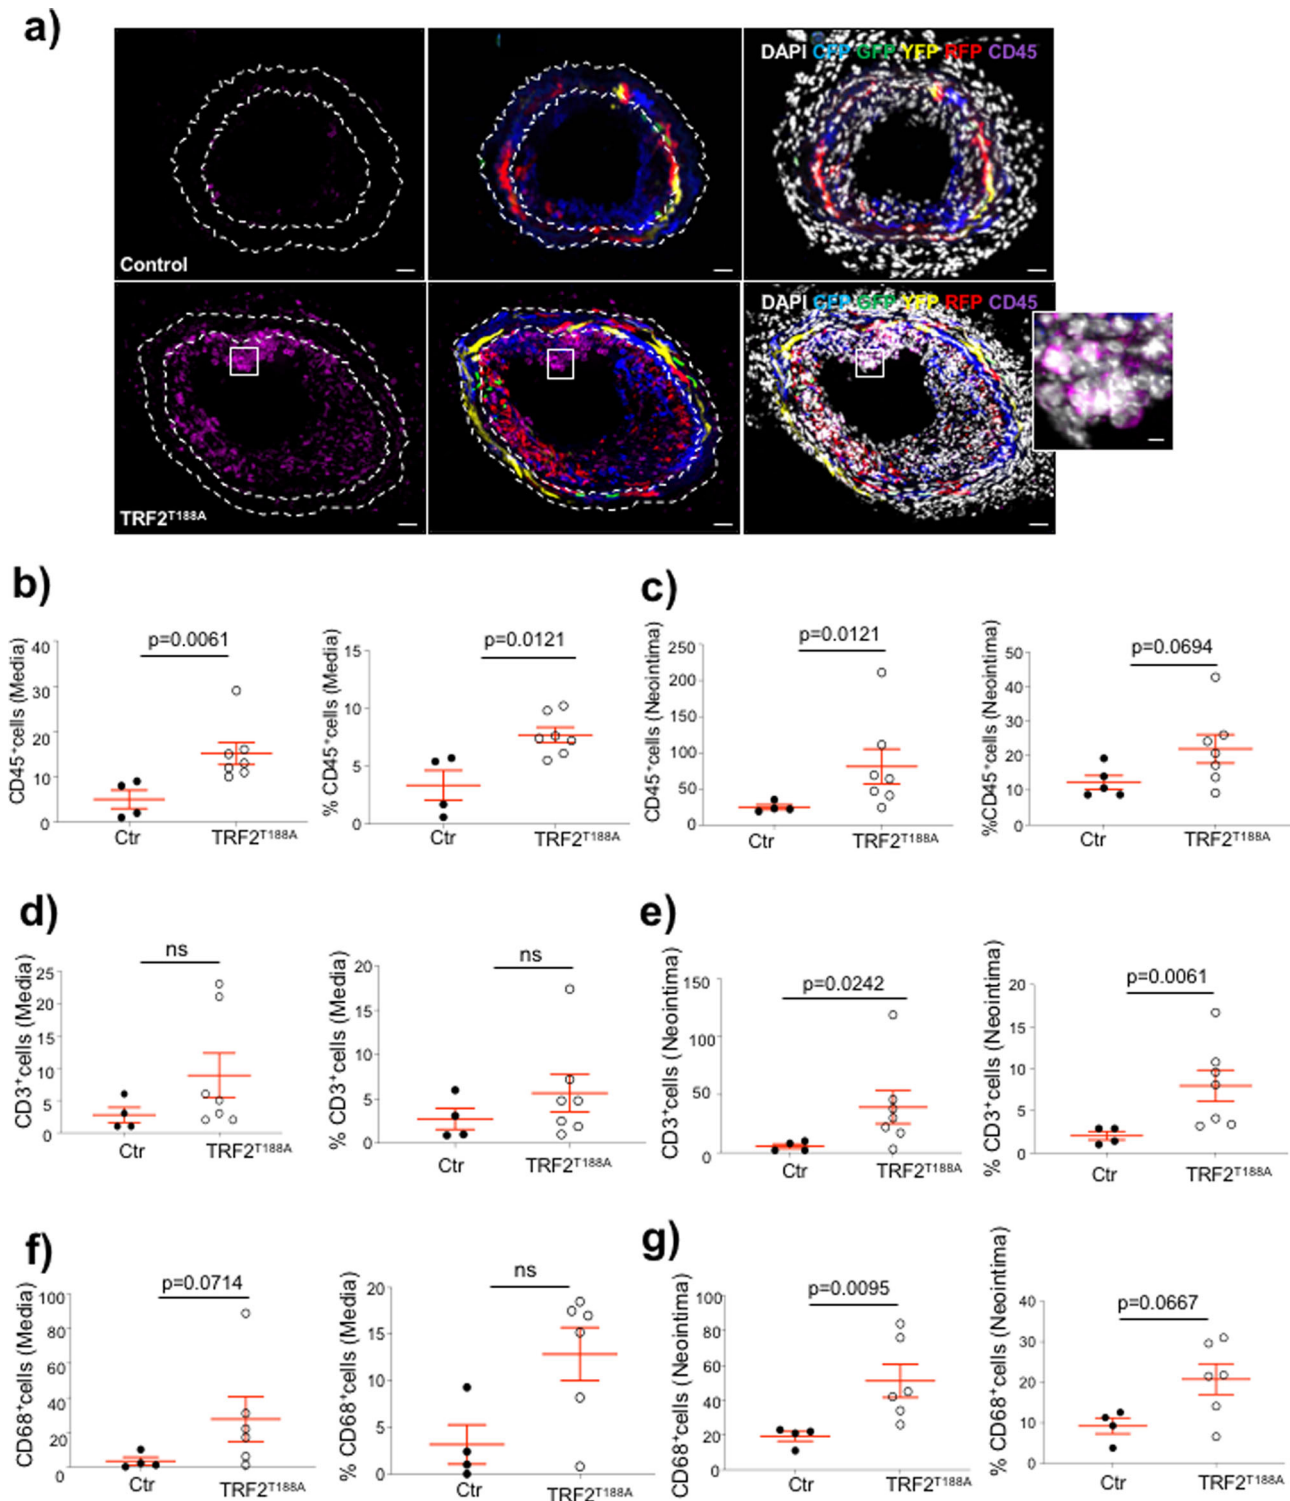 a)
DAPI CFP GFP YFP RFP CD45
Control
DAPI CFP GFP YFP RFP CD45
TRF2T188A
b)
CD45+cells (Media)
40
30
20
10
0
p=0.0061
Ctr
TRF2T188A
% CD45+cells (Media)
15
10
5
0
p=0.0121
Ctr
TRF2T188A
c)
CD45+cells (Neointima)
250
200
150
100
50
0
p=0.0121
Ctr
TRF2T188A
%CD45+cells (Neointima)
50
40
30
20
10
0
p=0.0694
Ctr
TRF2T188A
d)
CD3+cells (Media)
25
20
15
10
5
0
ns
Ctr
TRF2T188A
% CD3+cells (Media)
20
15
10
5
0
ns
Ctr
TRF2T188A
e)
CD3+cells (Neointima)
150
100
50
0
p=0.0242
Ctr
TRF2T188A
% CD3+cells (Neointima)
20
15
10
5
0
p=0.0061
Ctr
TRF2T188A
f)
CD68+cells (Media)
100
80
60
40
20
0
p=0.0714
Ctr
TRF2T188A
% CD68+cells (Media)
20
15
10
5
0
ns
Ctr
TRF2T188A
g)
CD68+cells (Neointima)
100
80
60
40
20
0
p=0.0095
Ctr
TRF2T188A
% CD68+cells (Neointima)
40
30
20
10
0
p=0.0667
Ctr
TRF2T188A